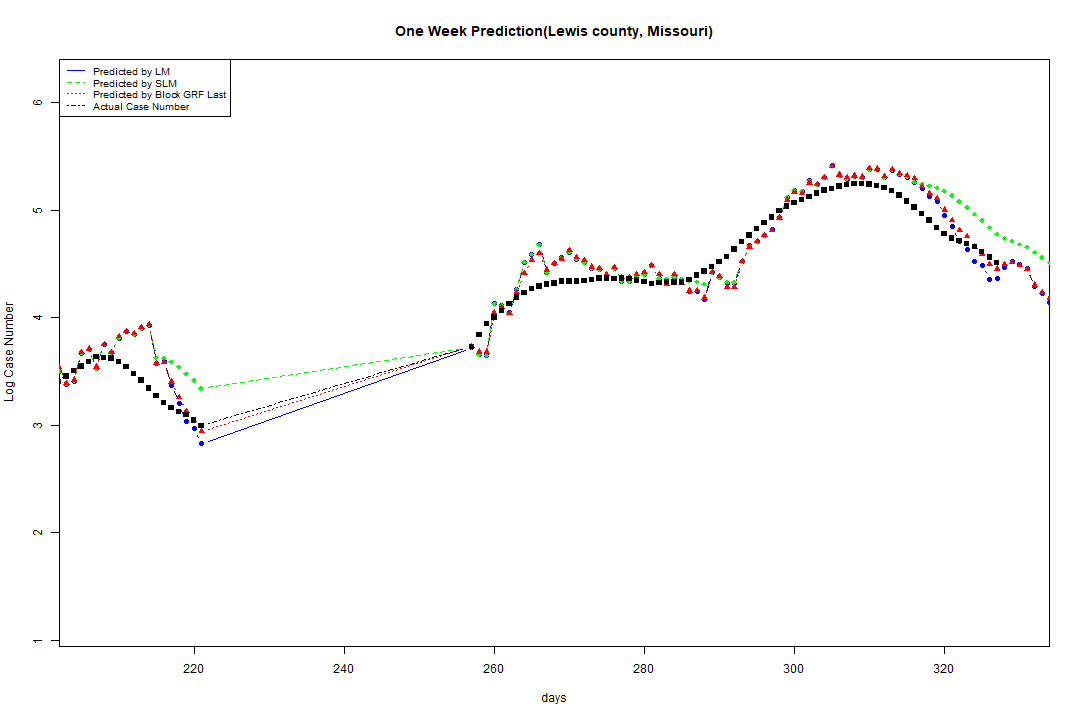 One Week Prediction(Lewis county, Missouri)
Predicted by LM
Predicted by SLM
Predicted by Block GRF Last
Actual Case Number
6
5
4
3
2
1
Log Case Number
220 240 260 280 300 320
days